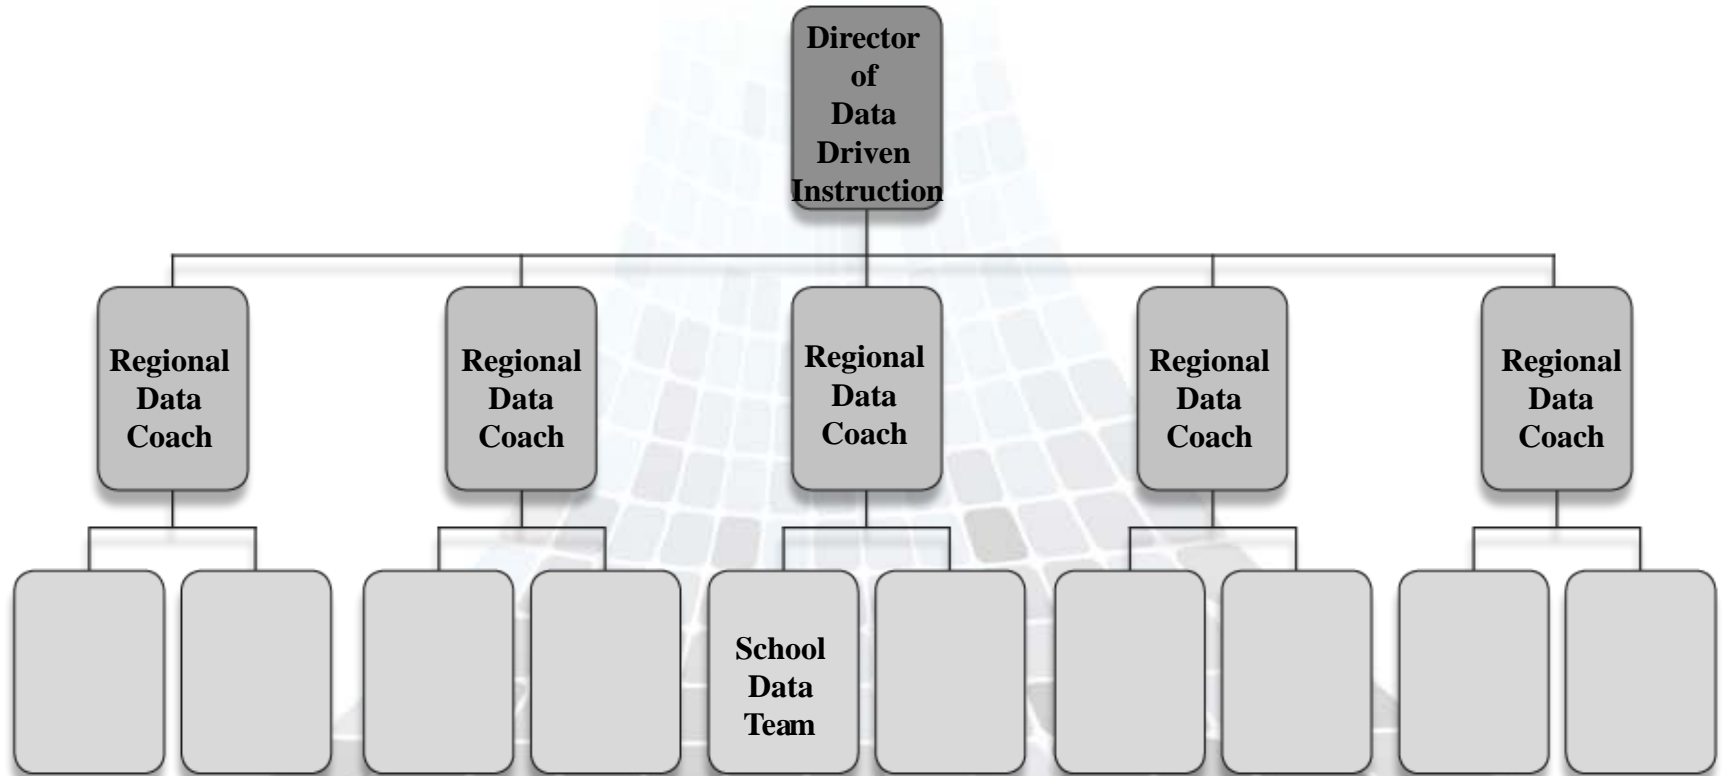 Director
of
Data
Driven
Instruction
Regional
Data
Coach
Regional
Data
Coach
Regional
Data
Coach
Regional
Data
Coach
Regional
Data
Coach
School
Data
Team